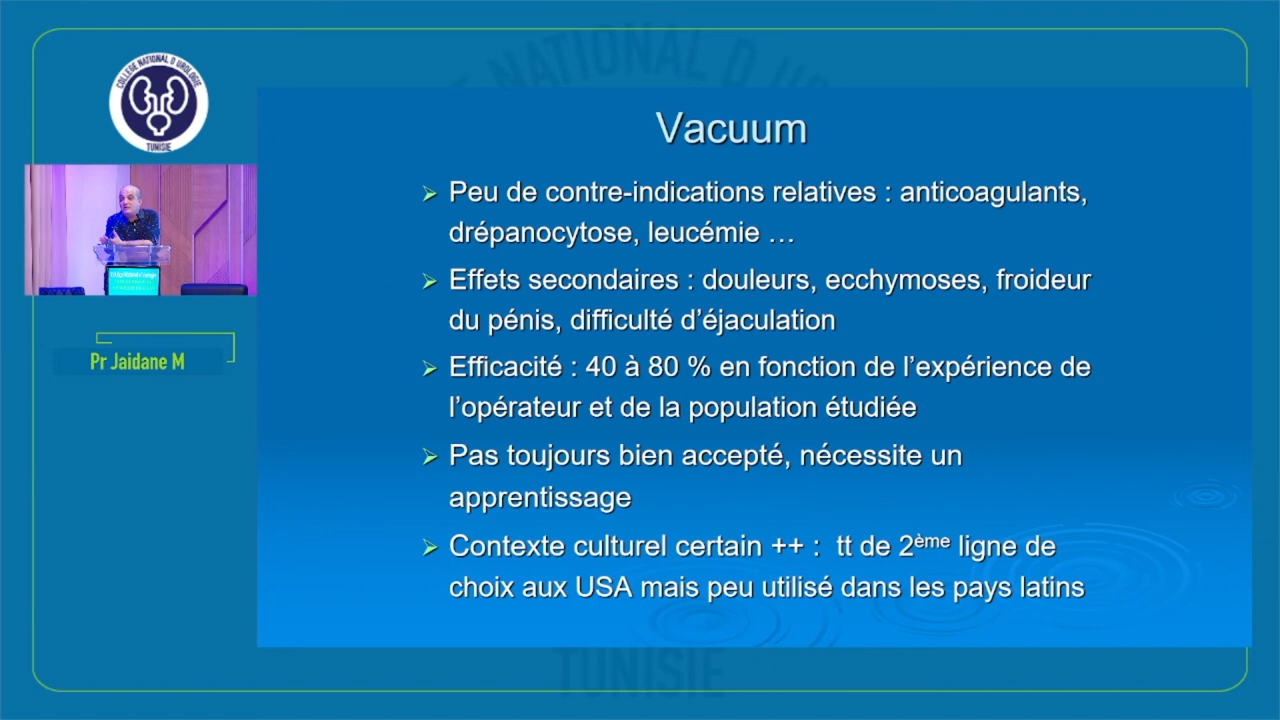 COLLEGE NATIONAL D UROLOGIE
TUNISIE
Pr Jaidane M
Vacuum
Peu de contre-indications relatives : anticoagulants,
drépanocytose, leucémie …
Effets secondaires : douleurs, ecchymoses, froideur
du pénis, difficulté d’éjaculation
Efficacité : 40 à 80 % en fonction de l’expérience de
l’opérateur et de la population étudiée
Pas toujours bien accepté, nécessite un
apprentissage
Contexte culturel certain ++ : tt de 2ème ligne de
choix aux USA mais peu utilisé dans les pays latins
NATIONAL D
TUNISIE